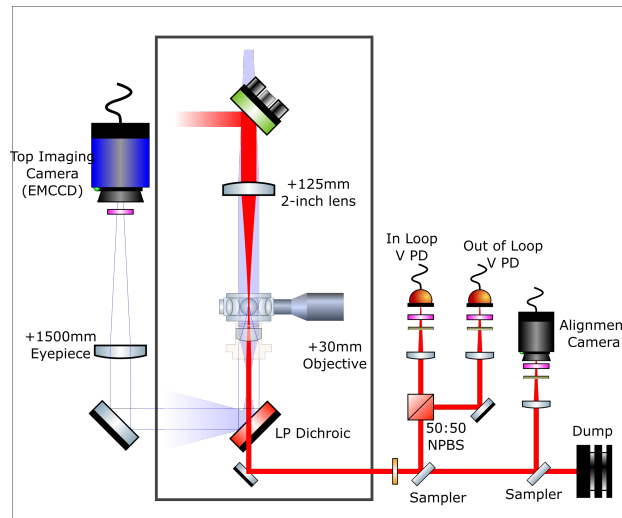 Top Imaging
Camera
(EMCCD)
+125mm
2-inch lens
In Loop
V PD
Out of Loop
V PD
Alignment
Camera
+1500mm
Eyepiece
+30mm
Objective
LP Dichroic
50:50
NPBS
Dump
Sampler
Sampler